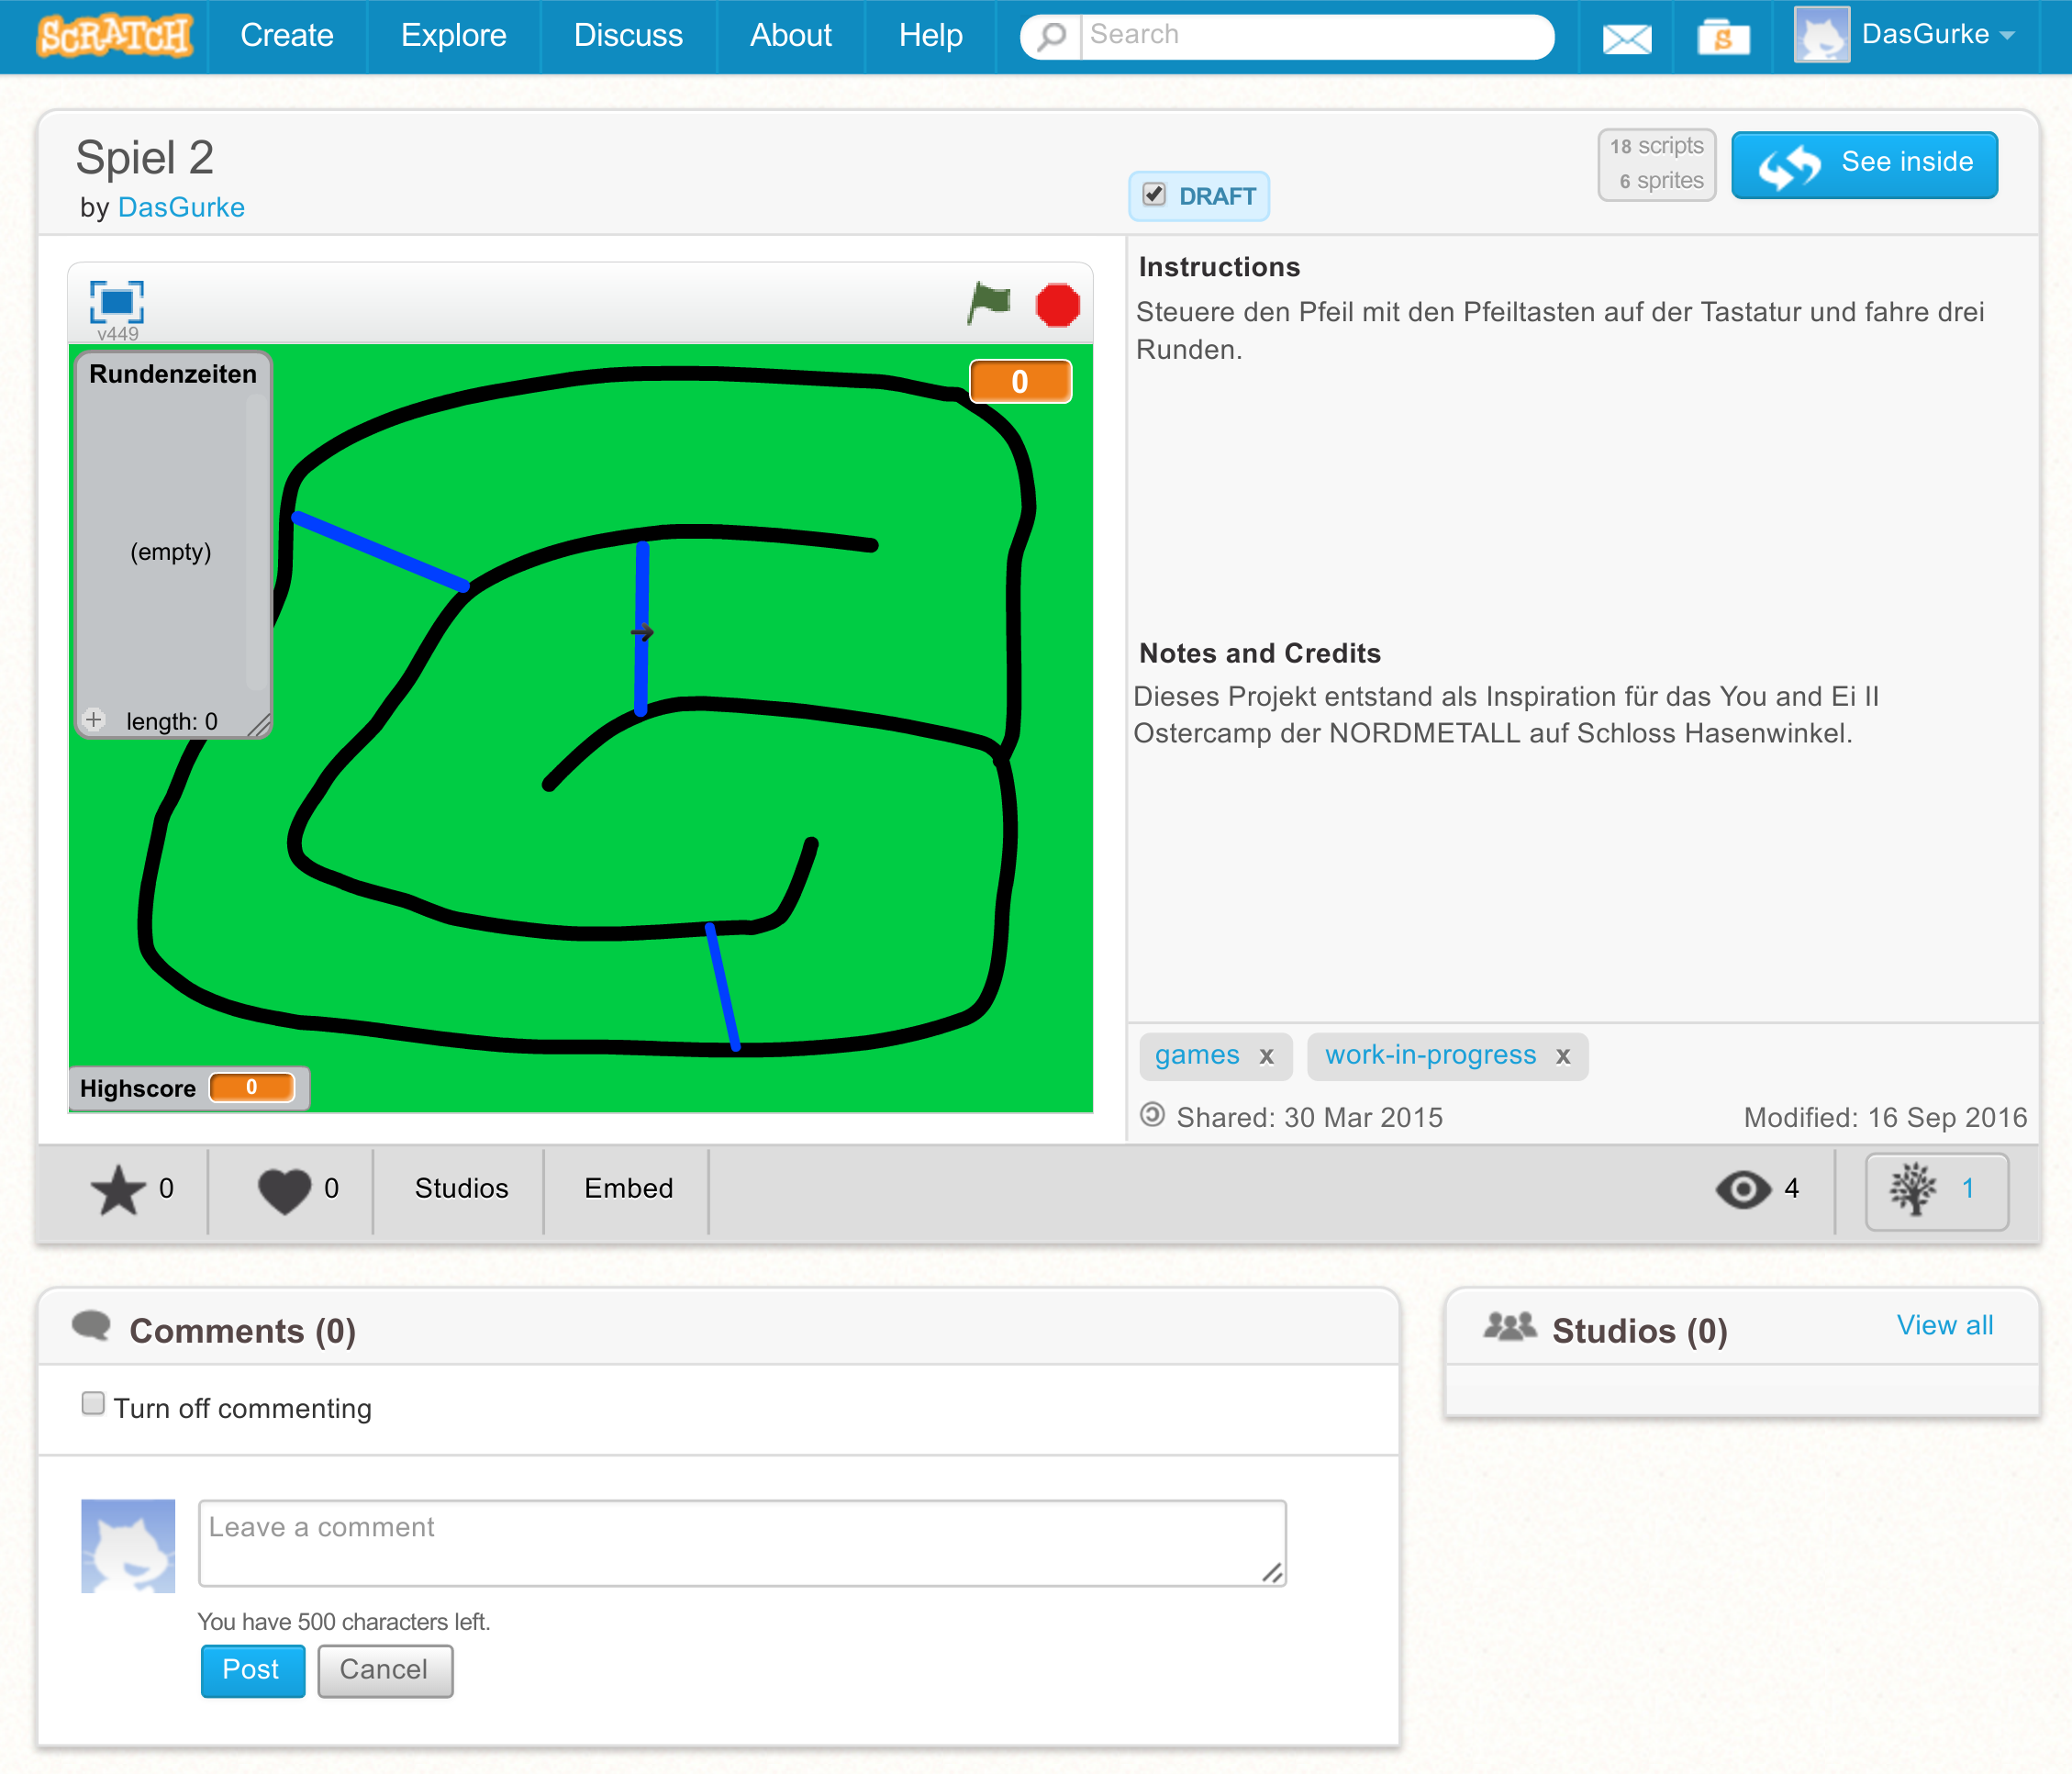 SCRATCH Create Explore Discuss About Help Search S DasGurke
Spiel 2
by DasGurke
DRAFT
18 scripts
6 sprites
See inside
v449
Rundenzeiten
(empty)
length: 0
0
Highscore 0
Instructions
Steuere den Pfeil mit den Pfeiltasten auf der Tastatur und fahre drei
Runden.
Notes and Credits
Dieses Projekt entstand als Inspiration für das You and Ei II
Ostercamp der NORDMETALL auf Schloss Hasenwinkel.
games x work-in-progress x
Shared: 30 Mar 2015 Modified: 16 Sep 2016
0 0 Studios Embed 4 1
Comments (0)
Turn off commenting
Leave a comment
You have 500 characters left.
Post Cancel
Studios (0) View all